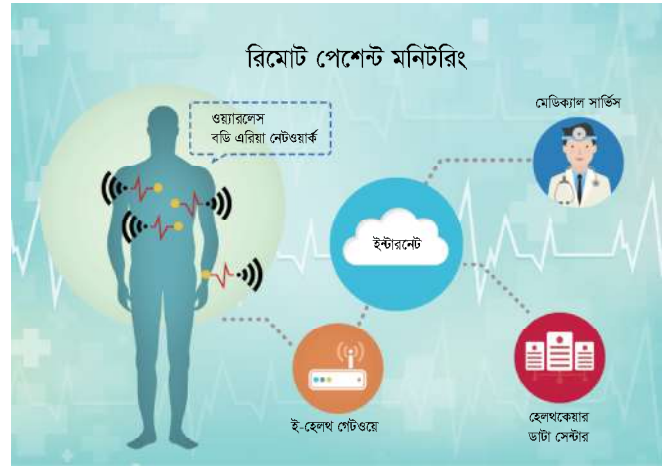 রিমোট পেশেন্ট মনিটরিং
ওয়্যারলেস
বডি এরিয়া নেটওয়ার্ক
মেডিক্যাল সার্ভিস
ইন্টারনেট
ই-হেলথ গেটওয়ে
হেলথকেয়ার
ডাটা সেন্টার